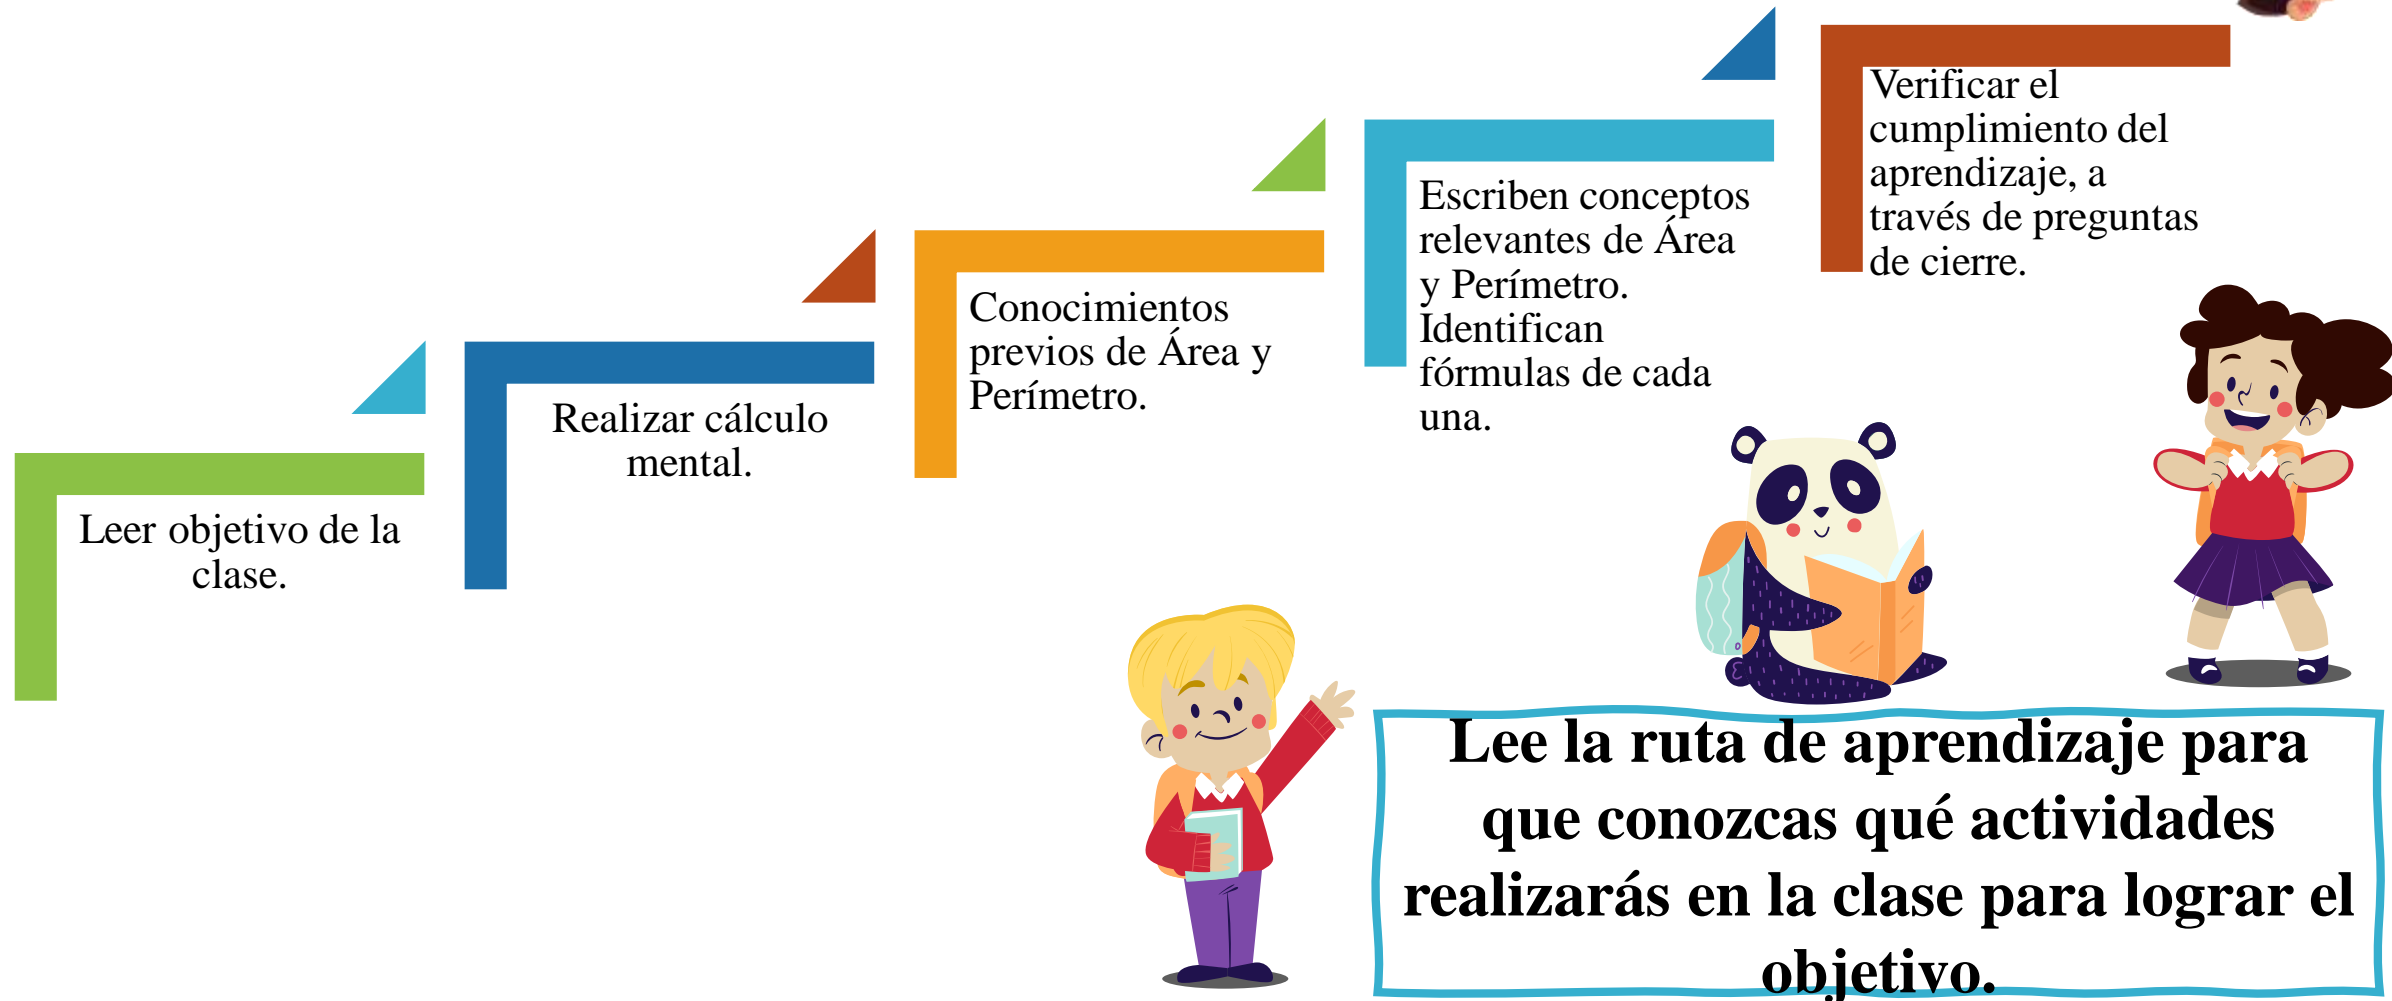 Leer objetivo de la
clase.
Realizar cálculo
mental.
Conocimientos
previos de Área y
Perímetro.
Escriben conceptos
relevantes de Área
y Perímetro.
Identifican
fórmulas de cada
una.
Verificar el
cumplimiento del
aprendizaje, a
través de preguntas
de cierre.
Lee la ruta de aprendizaje para
que conozcas qué actividades
realizarás en la clase para lograr el
objetivo.